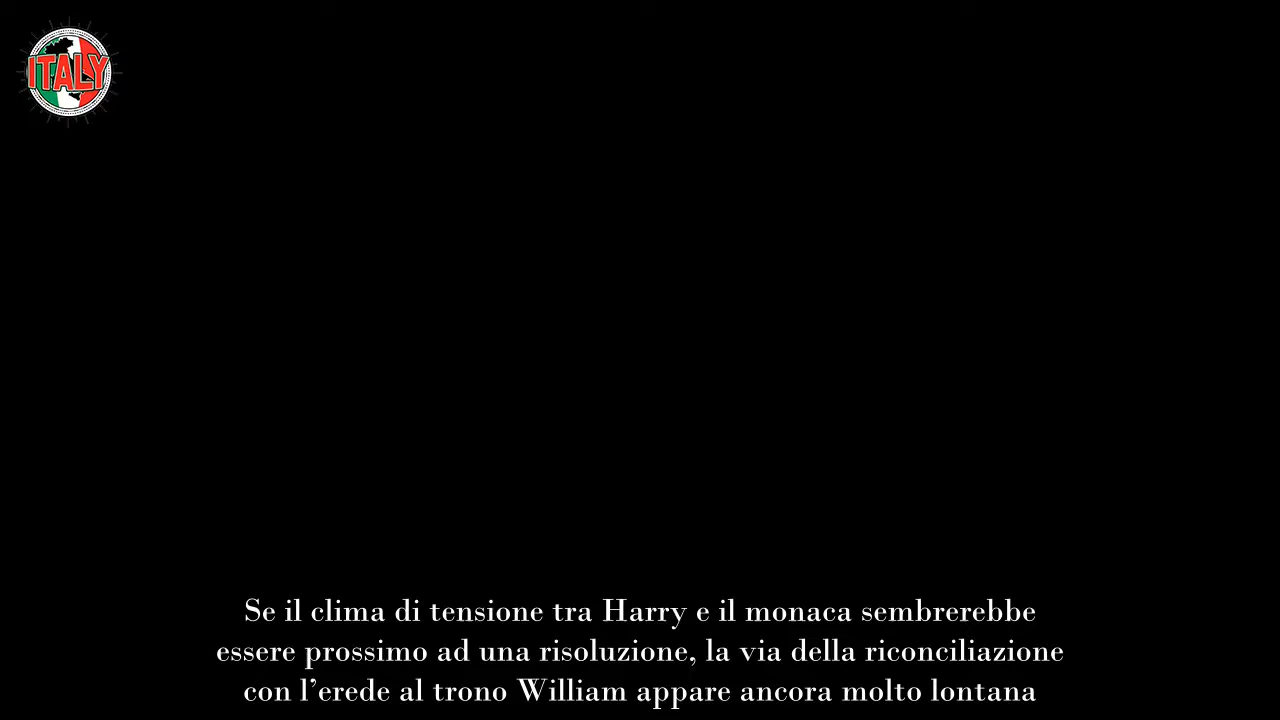 ITALY
Se il clima di tensione tra Harry e il monaca sembrerebbe
essere prossimo ad una risoluzione, la via della riconciliazione
con l’erede al trono William appare ancora molto lontana